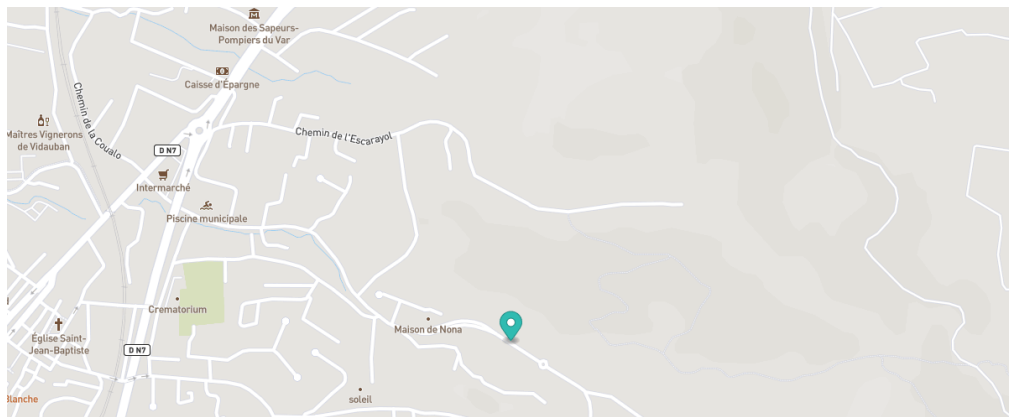 Maison des Sapeurs-
Pompiers du Var
Caisse d'Épargne
Chemin de la Coualo
Maîtres Vignerons
de Vidauban
Chemin de l'Escarayol
D N7
Intermarché
Piscine municipale
Crematorium
Maison de Nona
Église Saint-
Jean-Baptiste
D N7
soleil
Blanche